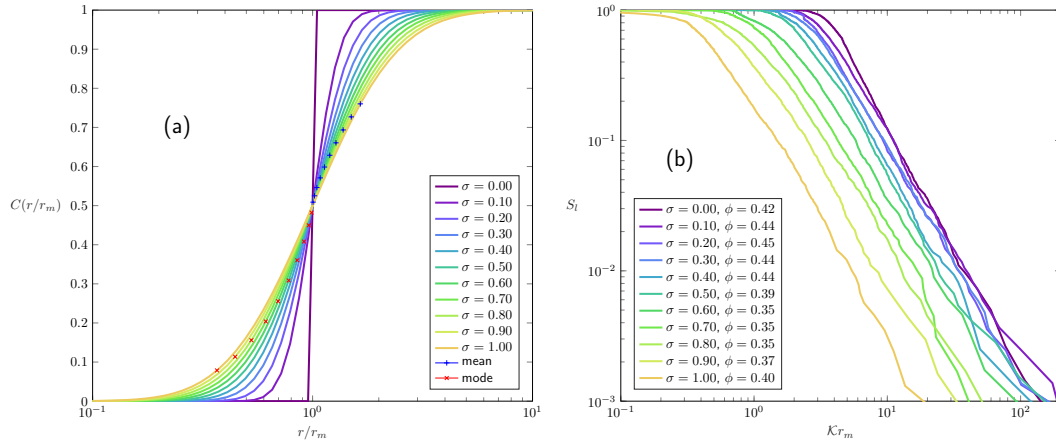 1
0.9
0.8
0.7
0.6
0.5
0.4
0.3
0.2
0.1
0
C(r/r_m)
(a)
σ = 0.00
σ = 0.10
σ = 0.20
σ = 0.30
σ = 0.40
σ = 0.50
σ = 0.60
σ = 0.70
σ = 0.80
σ = 0.90
σ = 1.00
mean
mode
10^−1
10^0
10^1
r/r_m
10^0
10^−1
10^−2
10^−3
S_l
(b)
σ = 0.00, ϕ = 0.42
σ = 0.10, ϕ = 0.44
σ = 0.20, ϕ = 0.45
σ = 0.30, ϕ = 0.44
σ = 0.40, ϕ = 0.44
σ = 0.50, ϕ = 0.39
σ = 0.60, ϕ = 0.35
σ = 0.70, ϕ = 0.35
σ = 0.80, ϕ = 0.35
σ = 0.90, ϕ = 0.37
σ = 1.00, ϕ = 0.40
10^−1
10^0
10^1
10^2
𝒦r_m